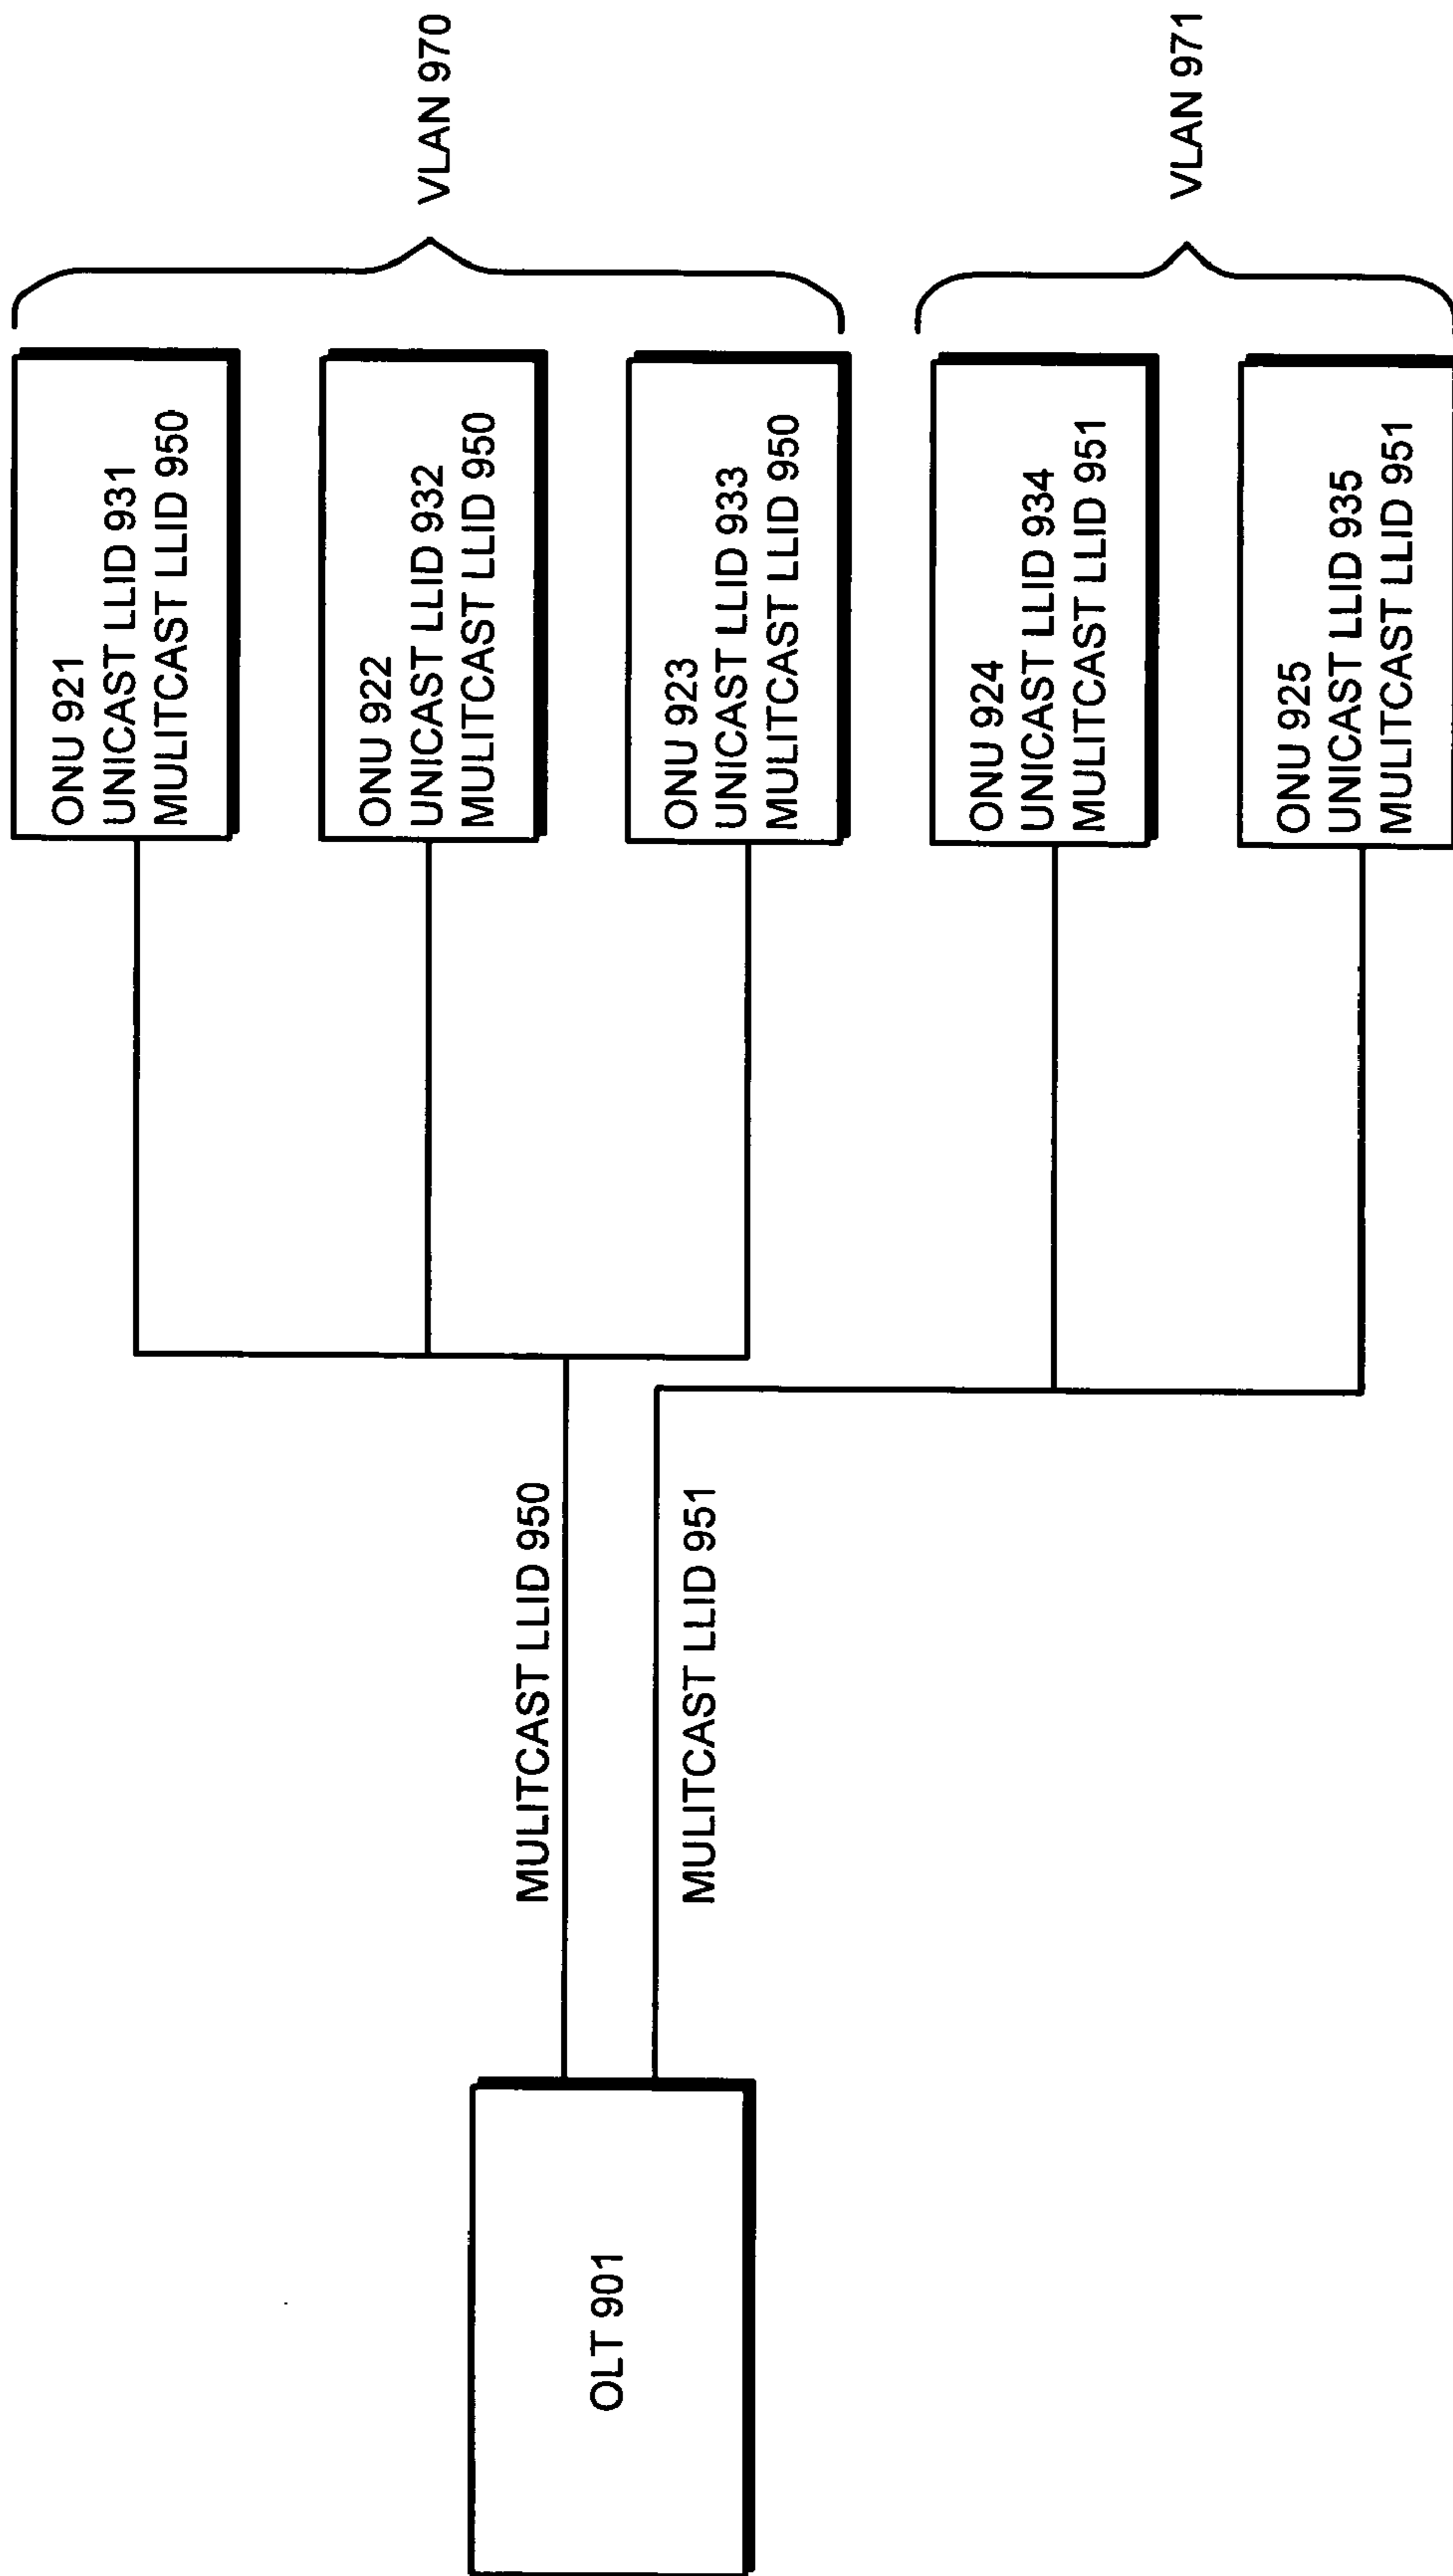 OLT 901
MULITCAST LLID 950
MULITCAST LLID 951
ONU 921
UNICAST LLID 931
MULITCAST LLID 950
ONU 922
UNICAST LLID 932
MULITCAST LLID 950
ONU 923
UNICAST LLID 933
MULITCAST LLID 950
ONU 924
UNICAST LLID 934
MULITCAST LLID 951
ONU 925
UNICAST LLID 935
MULITCAST LLID 951
VLAN 970
VLAN 971